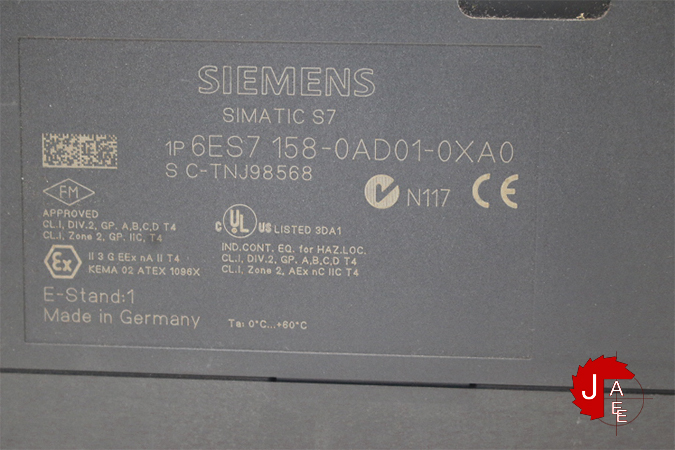 SIEMENS
SIMATIC S7
1P 6ES7 158-0AD01-0XA0
S C-TNJ98568
N117 CE
FM
APPROVED
CL.I, DIV.2, GP. A,B,C,D T4
CL.I, Zone 2, GP. IIC, T4
C UL US LISTED 3DA1
IND.CONT. EQ. for HAZ.LOC.
CL.I, DIV.2, GP. A,B,C,D T4
CL.I, Zone 2, AEx nC IIC T4
Ex II 3 G EEx nA II T4
KEMA 02 ATEX 1096X
E-Stand:1
Made in Germany
Ta: 0°C...+60°C
J A E E